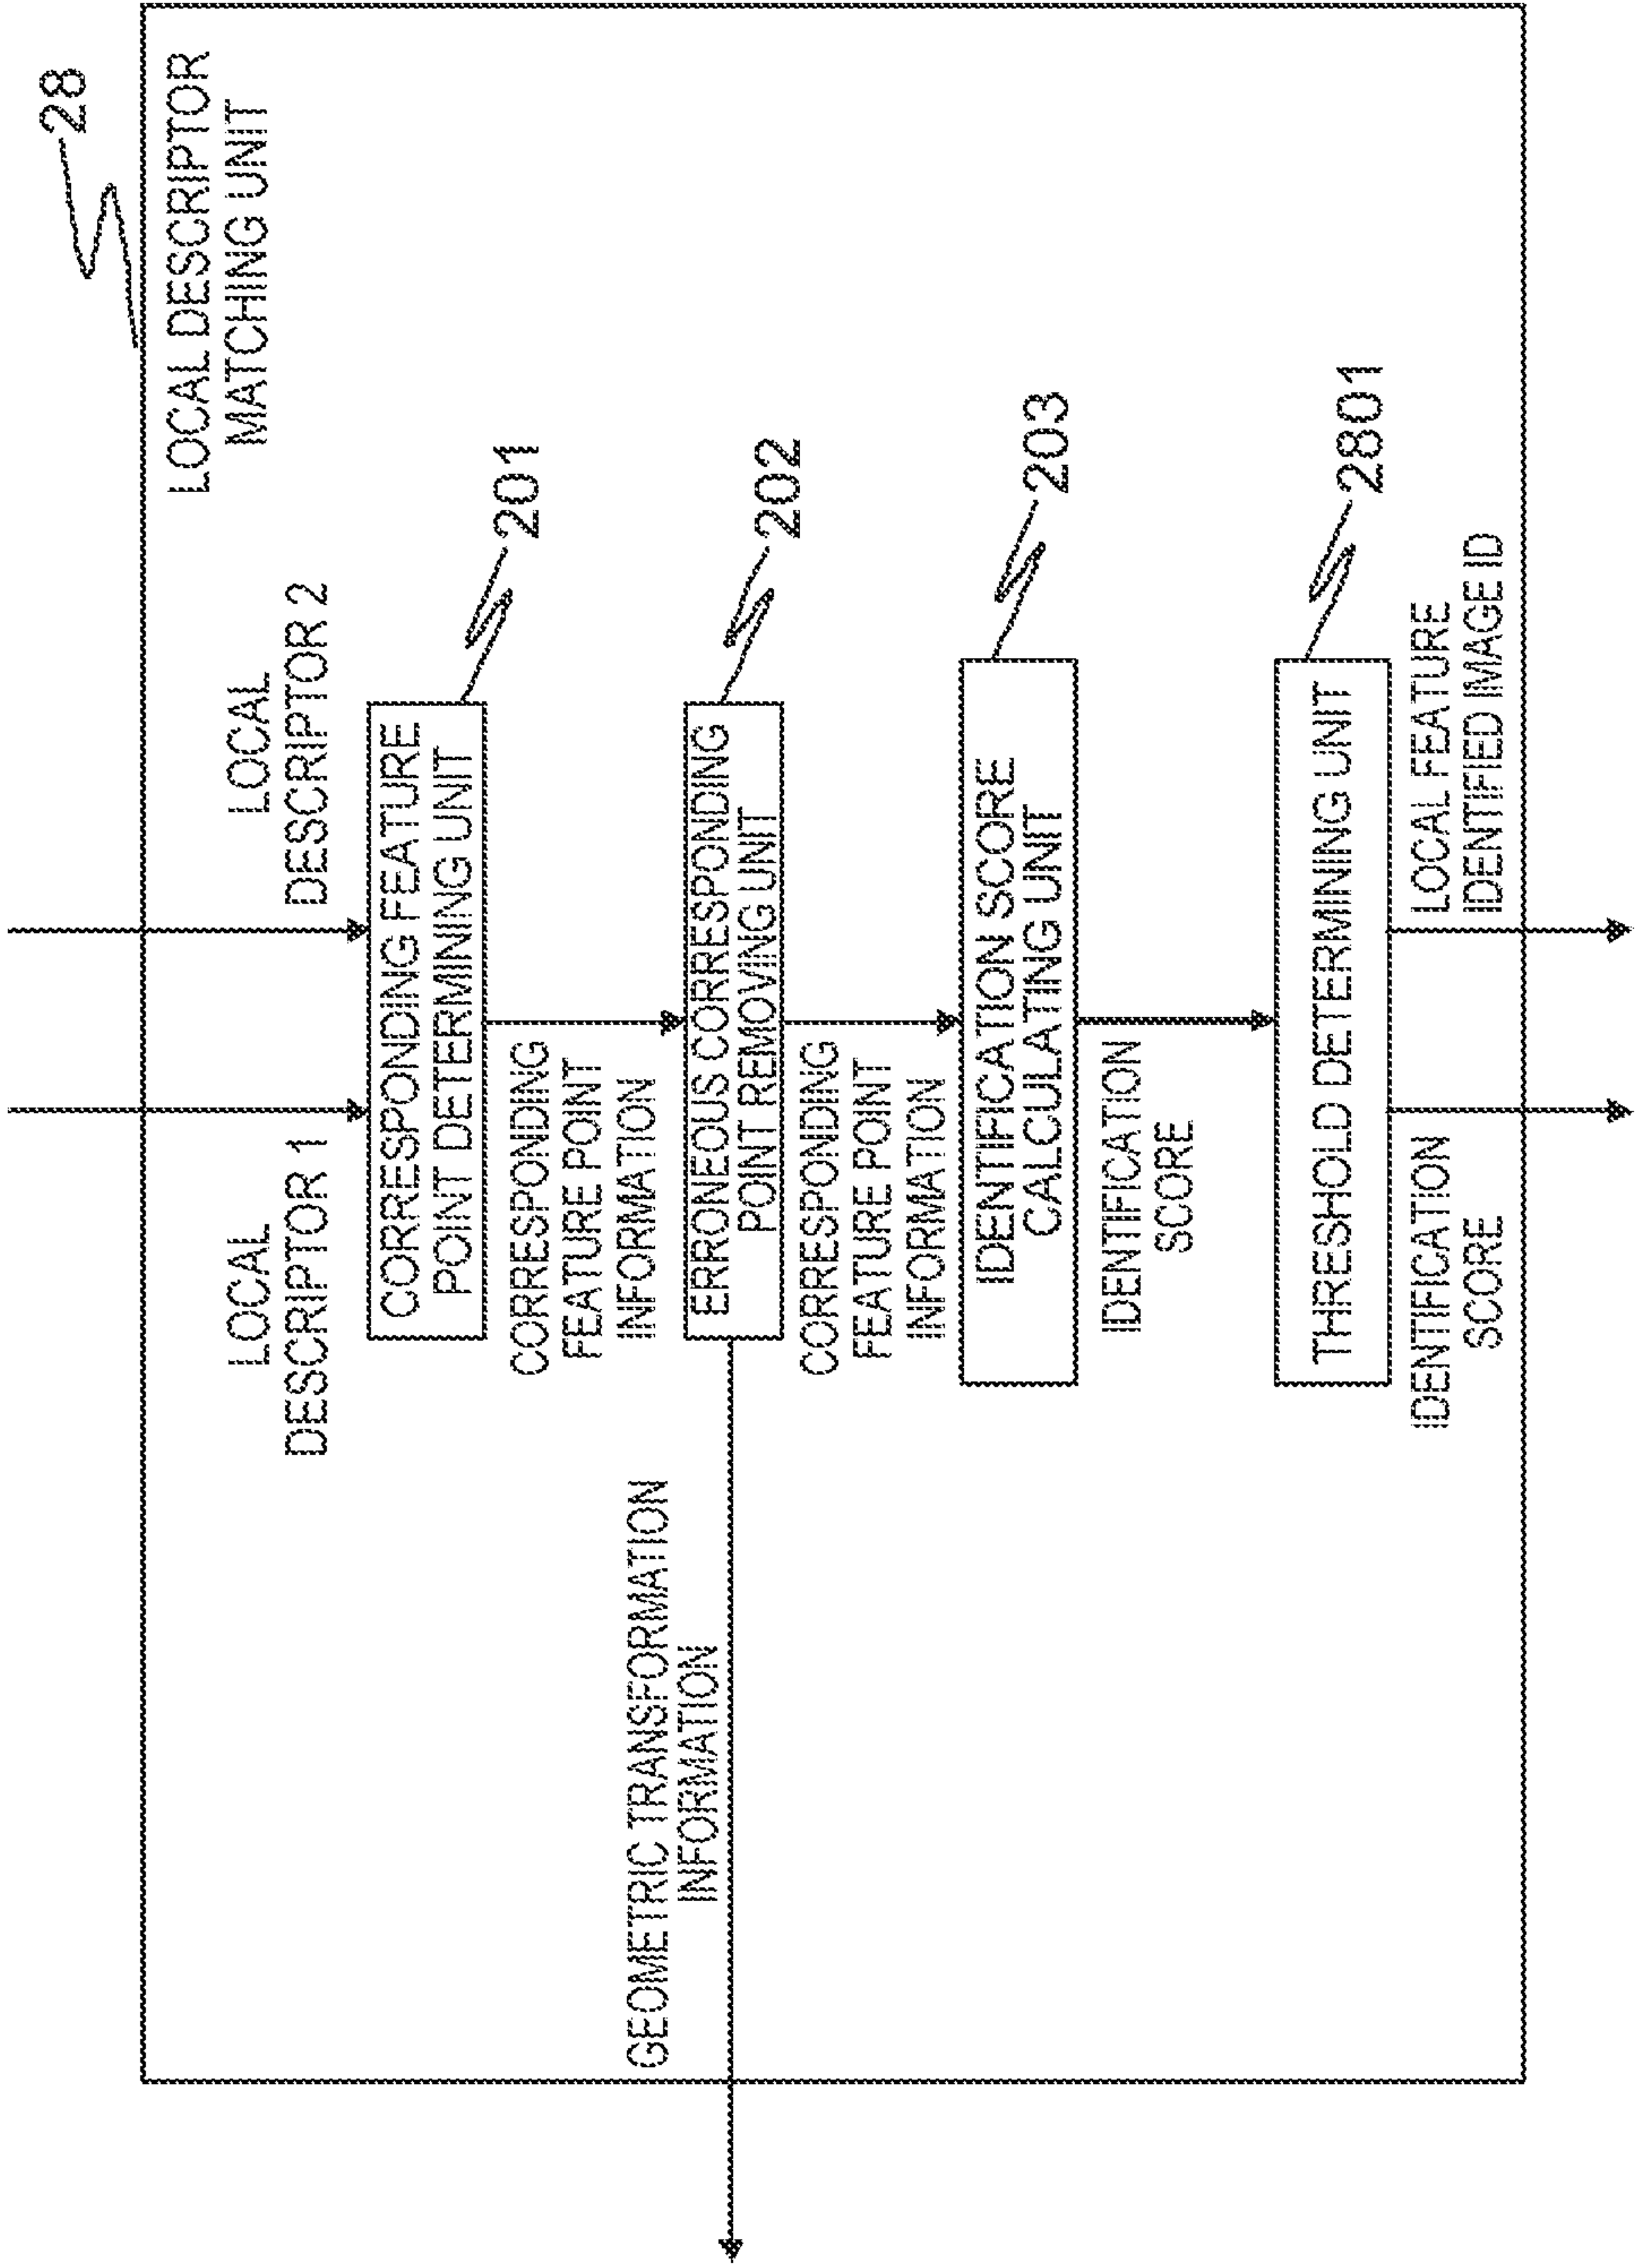 28
LOCAL DESCRIPTOR
MATCHING UNIT
LOCAL
DESCRIPTOR 1
LOCAL
DESCRIPTOR 2
CORRESPONDING FEATURE
POINT DETERMINING UNIT
201
CORRESPONDING
FEATURE POINT
INFORMATION
GEOMETRIC TRANSFORMATION
INFORMATION
ERRONEOUS CORRESPONDING
POINT REMOVING UNIT
202
CORRESPONDING
FEATURE POINT
INFORMATION
IDENTIFICATION SCORE
CALCULATING UNIT
203
IDENTIFICATION
SCORE
THRESHOLD DETERMINING UNIT
2801
IDENTIFICATION
SCORE
LOCAL FEATURE
IDENTIFIED IMAGE ID